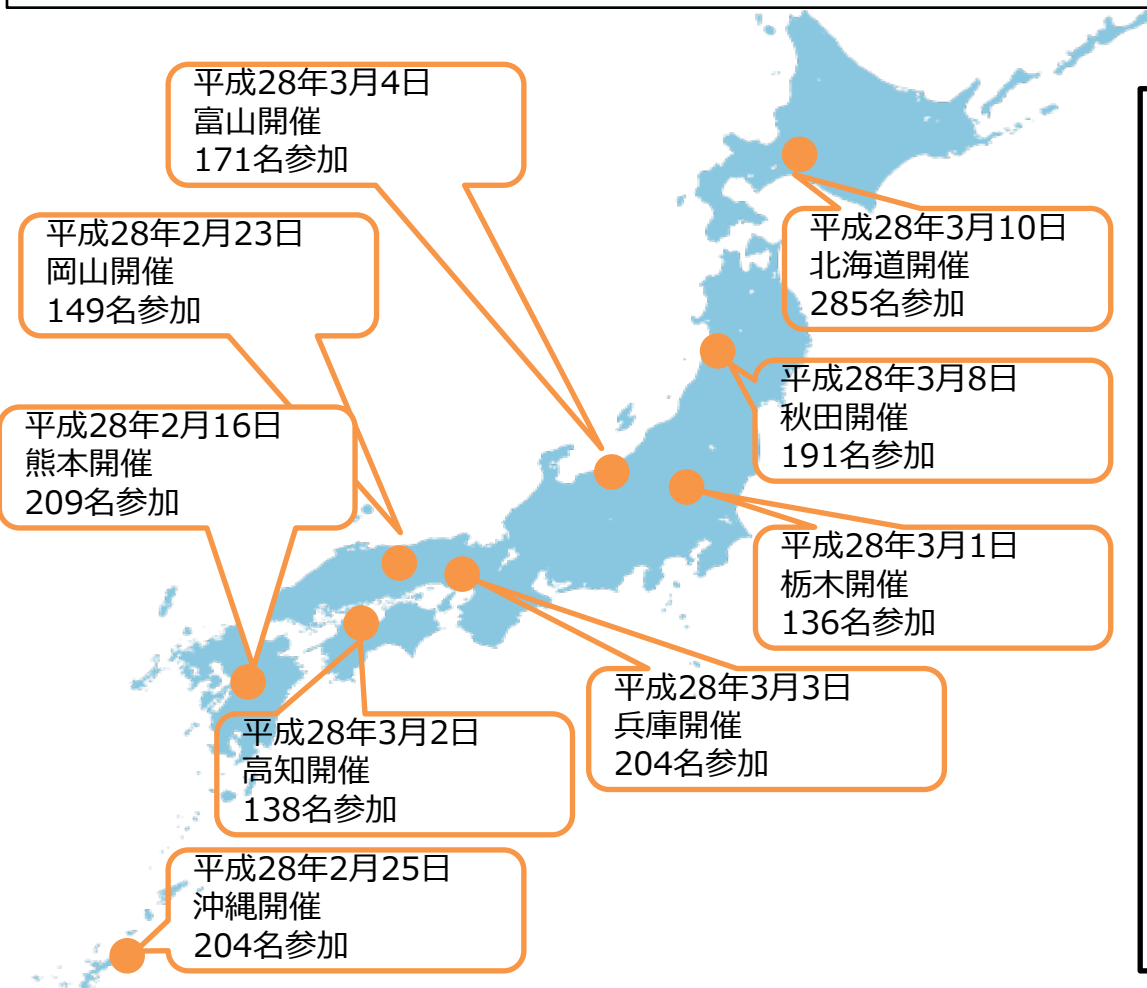 平成28年3月4日
富山開催
171名参加
平成28年2月23日
岡山開催
149名参加
平成28年3月10日
北海道開催
285名参加
平成28年3月8日
秋田開催
191名参加
平成28年2月16日
熊本開催
209名参加
平成28年3月1日
栃木開催
136名参加
平成28年3月3日
兵庫開催
204名参加
平成28年3月2日
高知開催
138名参加
平成28年2月25日
沖縄開催
204名参加